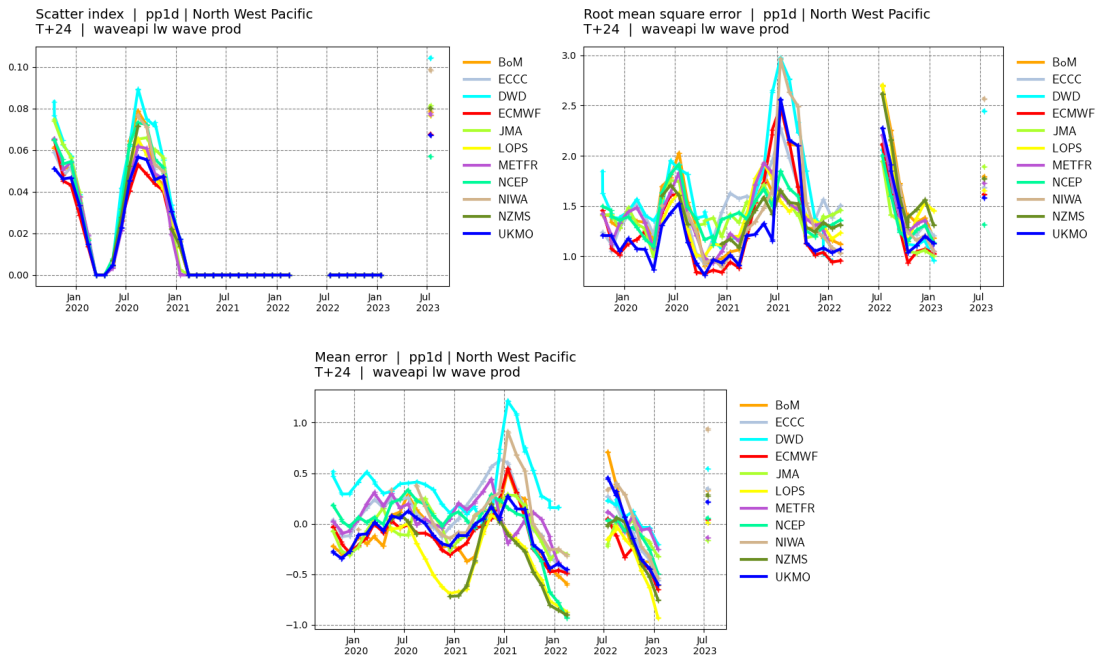 Scatter index | pp1d | North West Pacific
T+24 | waveapi lw wave prod
0.10
0.08
0.06
0.04
0.02
0.00
Jan Jul Jan Jul Jan Jul Jan Jul
2020 2020 2021 2021 2022 2022 2023 2023
BoM
ECCC
DWD
ECMWF
JMA
LOPS
METFR
NCEP
NIWA
NZMS
UKMO
Root mean square error | pp1d | North West Pacific
T+24 | waveapi lw wave prod
3.0
2.5
2.0
1.5
1.0
Jan Jul Jan Jul Jan Jul Jan Jul
2020 2020 2021 2021 2022 2022 2023 2023
BoM
ECCC
DWD
ECMWF
JMA
LOPS
METFR
NCEP
NIWA
NZMS
UKMO
Mean error | pp1d | North West Pacific
T+24 | waveapi lw wave prod
1.0
0.5
0.0
−0.5
−1.0
Jan Jul Jan Jul Jan Jul Jan Jul
2020 2020 2021 2021 2022 2022 2023 2023
BoM
ECCC
DWD
ECMWF
JMA
LOPS
METFR
NCEP
NIWA
NZMS
UKMO